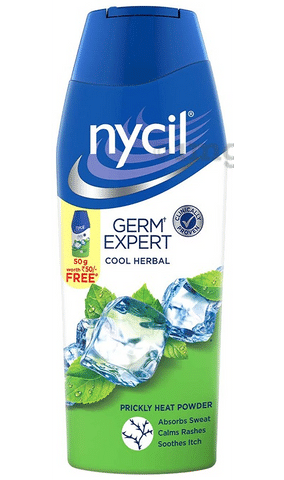 nycil®
GERM†
EXPERT
COOL HERBAL
CLINICALLY
PROVEN
nycil
50 g
worth ₹50/-
FREE*
PRICKLY HEAT POWDER
Absorbs Sweat
Calms Rashes
Soothes Itch